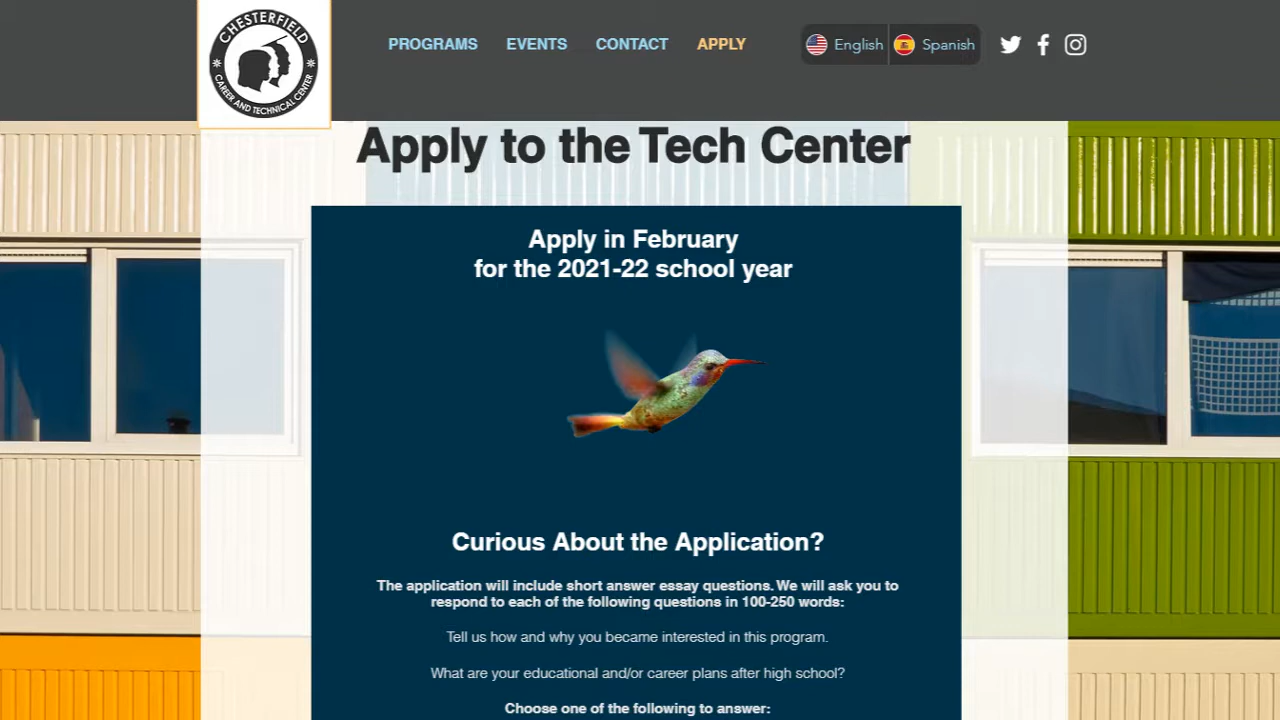 CHESTERFIELD
CAREER AND TECHNICAL CENTER
PROGRAMS EVENTS CONTACT APPLY English Spanish
Apply to the Tech Center
Apply in February
for the 2021-22 school year
Curious About the Application?
The application will include short answer essay questions. We will ask you to
respond to each of the following questions in 100-250 words:
Tell us how and why you became interested in this program.
What are your educational and/or career plans after high school?
Choose one of the following to answer: